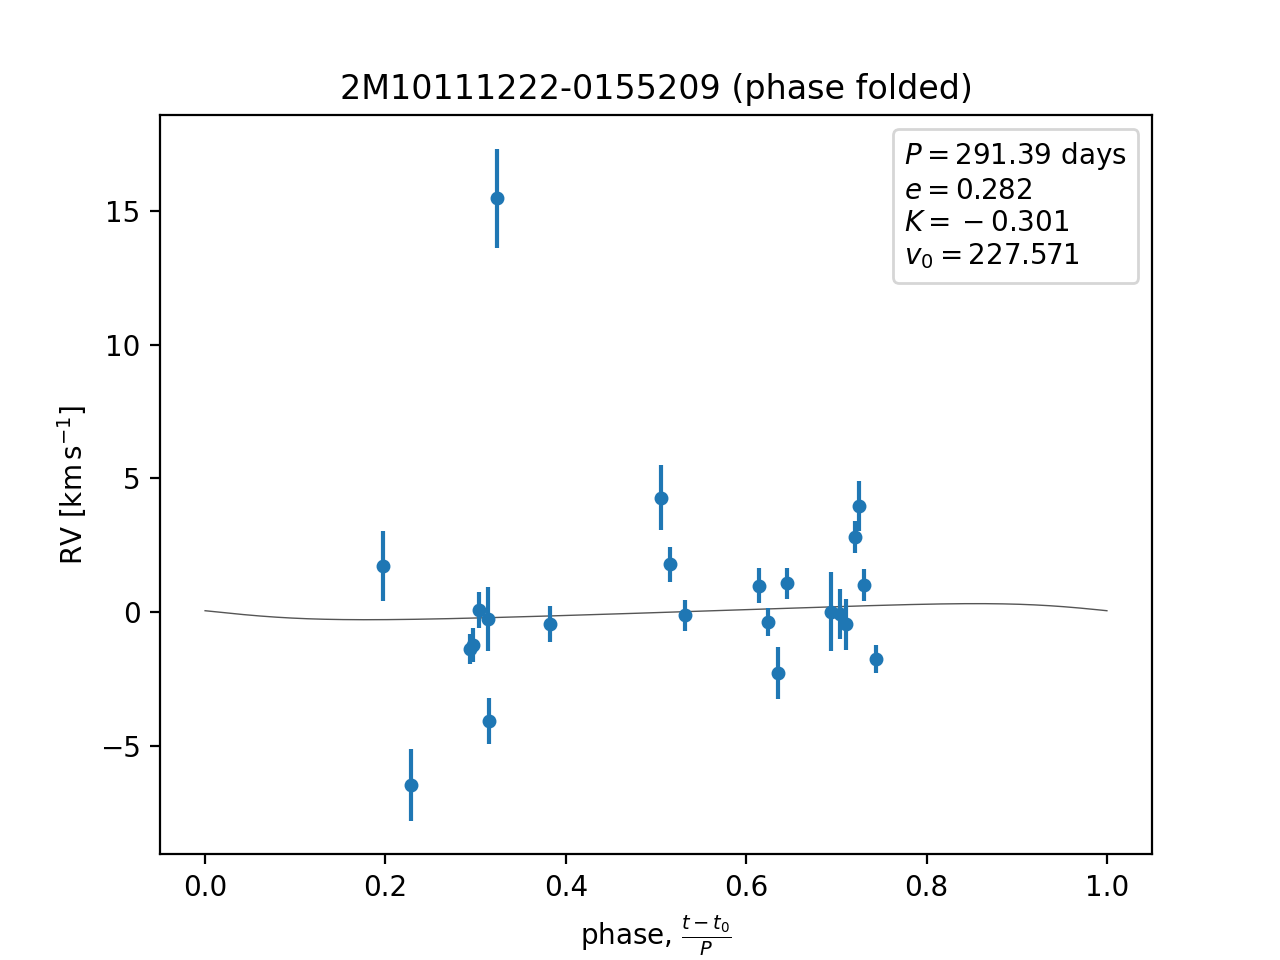 2M10111222-0155209 (phase folded)
P = 291.39 days
e = 0.282
K = −0.301
v₀ = 227.571
15
10
5
0
−5
RV [km s⁻¹]
0.0 0.2 0.4 0.6 0.8 1.0
phase, (t − t₀)/P